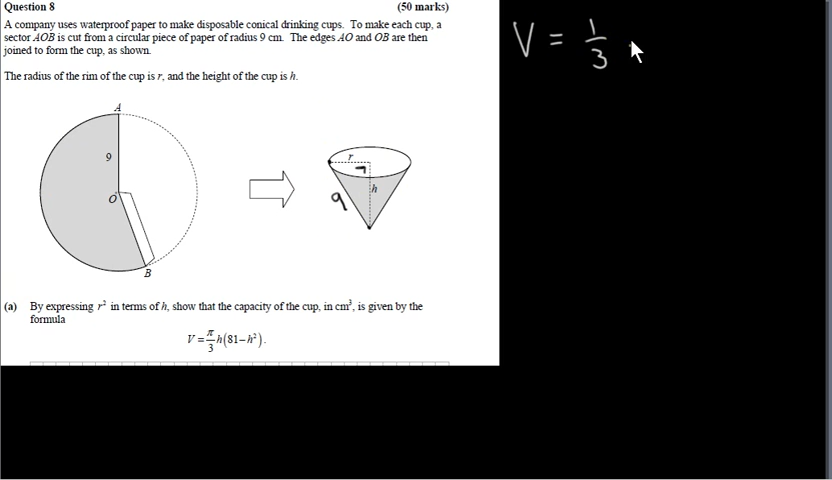 Question 8 (50 marks)
A company uses waterproof paper to make disposable conical drinking cups. To make each cup, a
sector AOB is cut from a circular piece of paper of radius 9 cm. The edges AO and OB are then
joined to form the cup, as shown.
The radius of the rim of the cup is r, and the height of the cup is h.
A
9
O
B
r
h
9
(a) By expressing r² in terms of h, show that the capacity of the cup, in cm³, is given by the
formula
V = π/3 h(81−h²).
V = 1/3